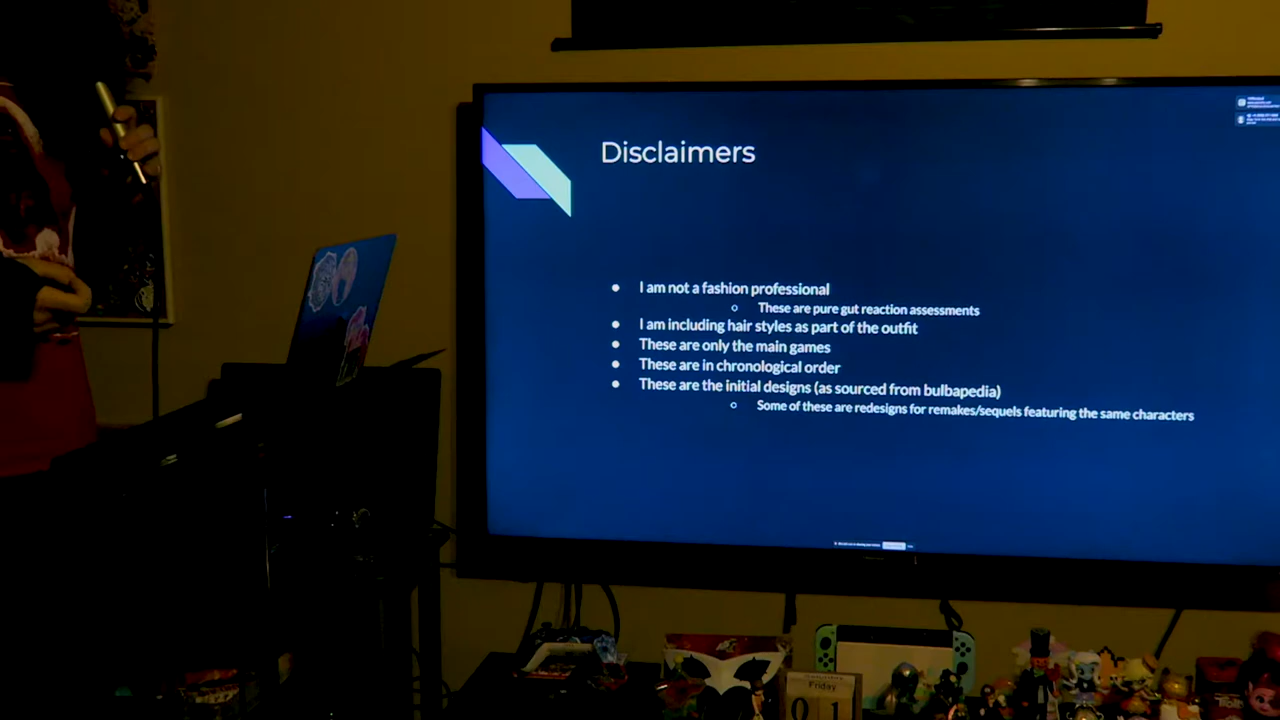 Disclaimers
I am not a fashion professional
These are pure gut reaction assessments
I am including hair styles as part of the outfit
These are only the main games
These are in chronological order
These are the initial designs (as sourced from bulbapedia)
Some of these are redesigns for remakes/sequels featuring the same characters
Friday
01
Trolls